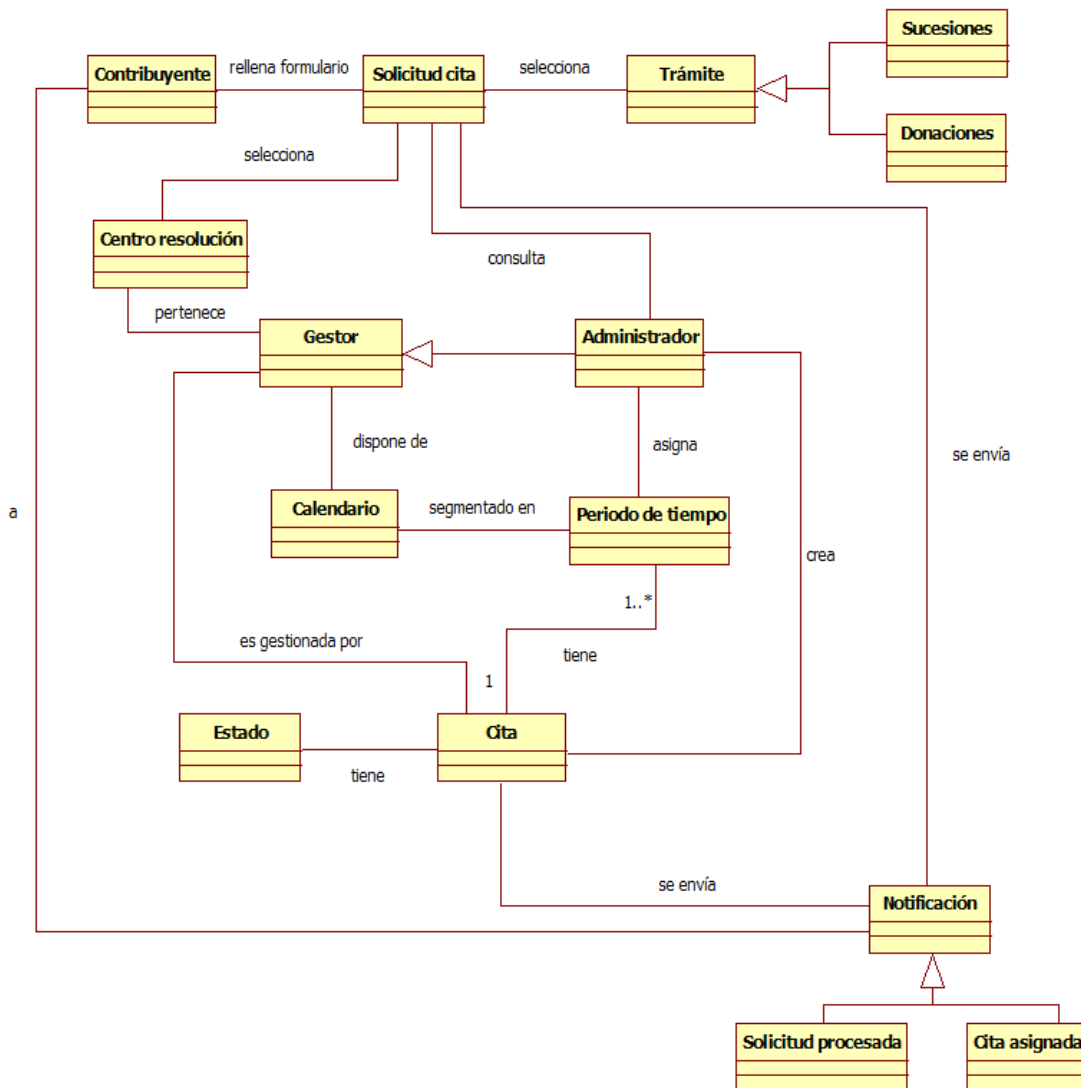 Sucesiones
Contribuyente
rellena formulario
Solicitud cita
selecciona
Trámite
Donaciones
selecciona
Centro resolución
consulta
pertenece
Gestor
Administrador
dispone de
asigna
se envía
a
Calendario
segmentado en
Periodo de tiempo
crea
1..*
es gestionada por
tiene
1
Estado
Cita
tiene
se envía
Notificación
Solicitud procesada
Cita asignada